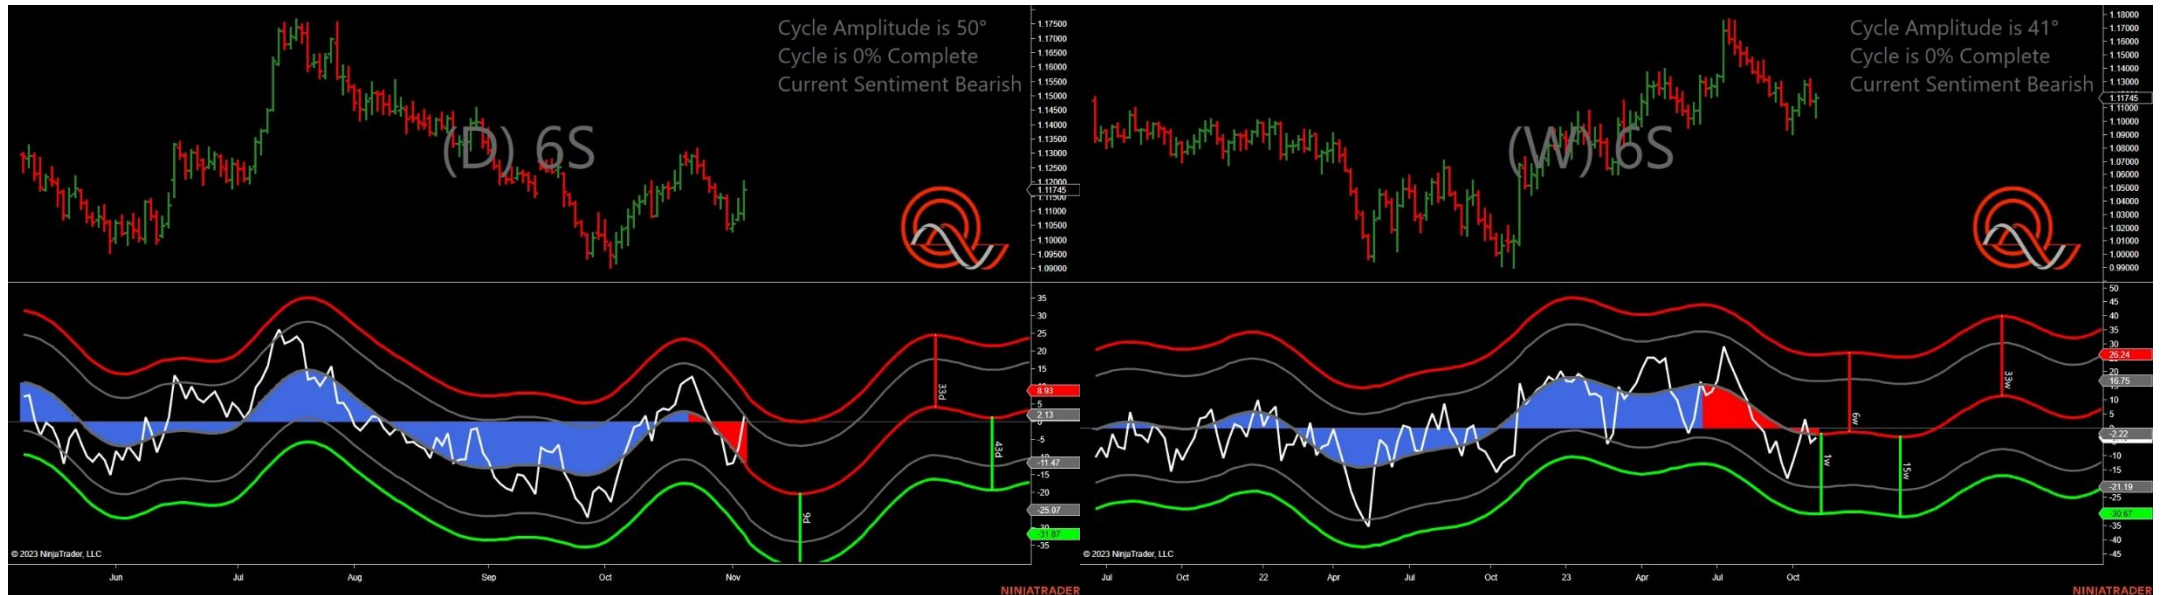 Cycle Amplitude is 50°
Cycle is 0% Complete
Current Sentiment Bearish
(D) 6S
1.17500
1.17000
1.16500
1.16000
1.15500
1.15000
1.14500
1.14000
1.13500
1.13000
1.12500
1.12000
1.11745
1.11000
1.10500
1.10000
1.09500
1.09000
35
30
25
20
15
8.93
5
2.13
-5
-11.47
-15
-20
-25.07
-31.87
-35
33d
43d
9d
© 2023 NinjaTrader, LLC
Jun
Jul
Aug
Sep
Oct
Nov
NINJATRADER
Cycle Amplitude is 41°
Cycle is 0% Complete
Current Sentiment Bearish
(W) 6S
1.18000
1.16000
1.15000
1.14000
1.13000
1.11745
1.10000
1.09000
1.08000
1.07000
1.06000
1.05000
1.04000
1.03000
1.02000
1.01000
1.00000
0.99000
50
45
40
35
30
26.24
20
16.75
10
5
0
-2.22
-10
-15
-21.19
-25
-30.67
-35
-40
-45
6w
33w
1w
15w
© 2023 NinjaTrader, LLC
Jul
Oct
22
Apr
Jul
Oct
23
Apr
Jul
Oct
NINJATRADER